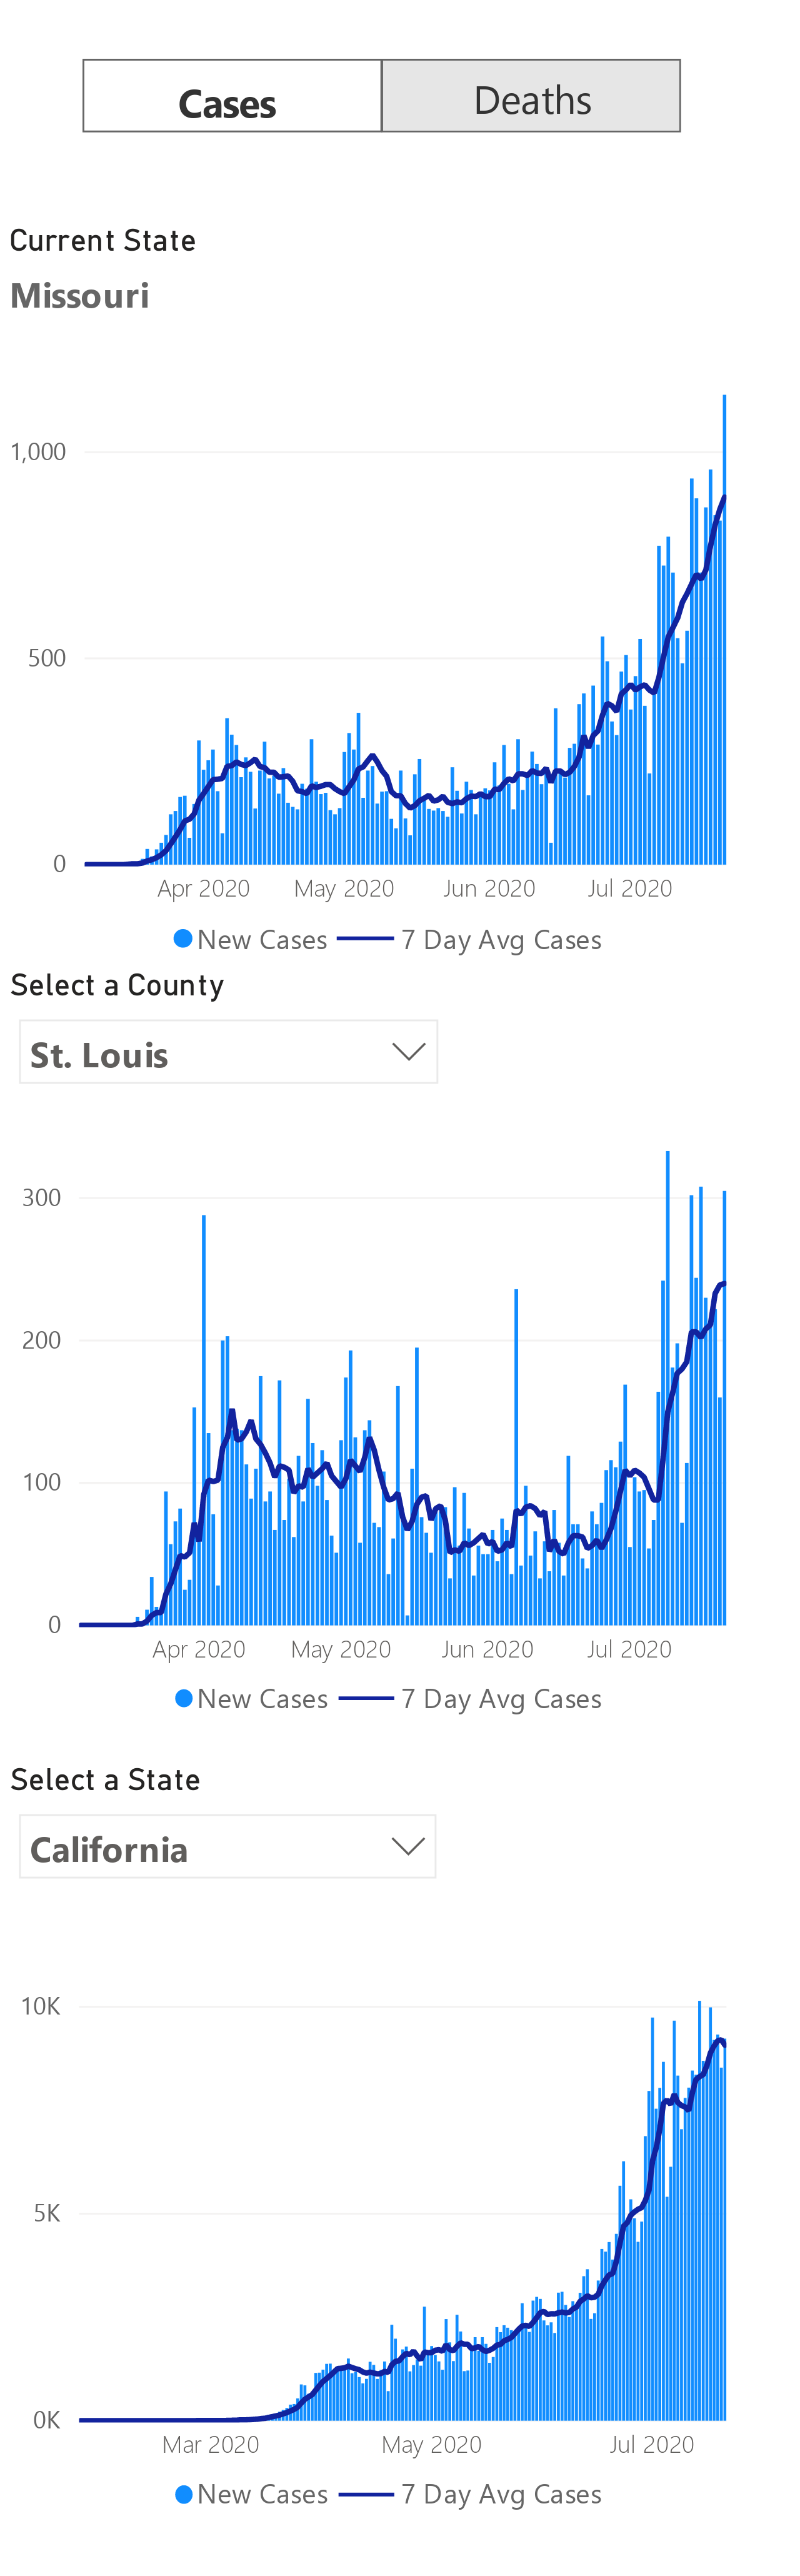 Cases Deaths
Current State
Missouri
1,000
500
0
Apr 2020 May 2020 Jun 2020 Jul 2020
New Cases 7 Day Avg Cases
Select a County
St. Louis
300
200
100
0
Apr 2020 May 2020 Jun 2020 Jul 2020
New Cases 7 Day Avg Cases
Select a State
California
10K
5K
0K
Mar 2020 May 2020 Jul 2020
New Cases 7 Day Avg Cases